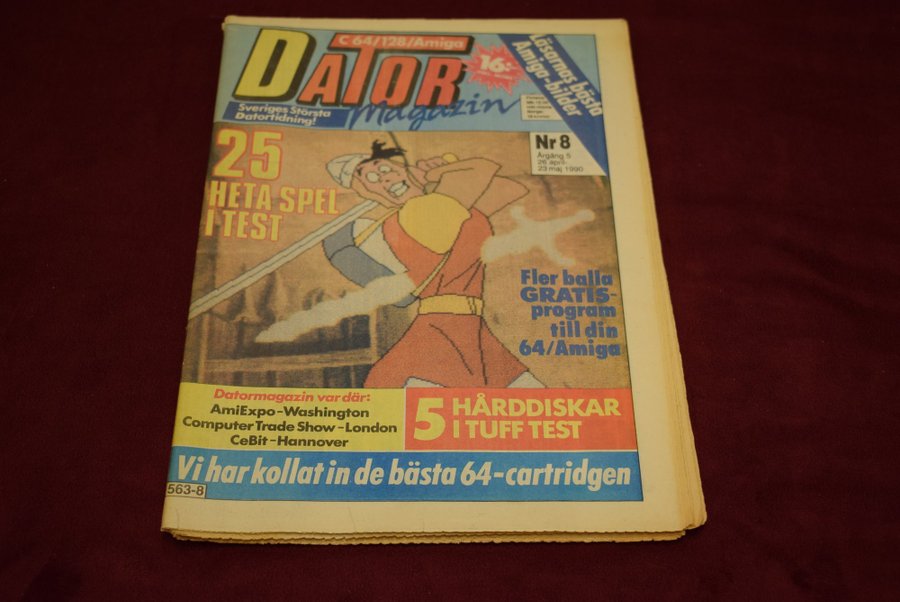 C 64/128/Amiga
DATOR
Magazin
Sveriges Största
Datortidning!
16:-
Läsarnas bästa
Amiga-bilder
Nr 8
Årgång 5
26 april-
23 maj 1990
25
HETA SPEL
I TEST
Fler balla
GRATIS-
program
till din
64/Amiga
Datormagazin var där:
AmiExpo-Washington
Computer Trade Show-London
CeBit-Hannover
5 HÅRDDISKAR
I TUFF TEST
Vi har kollat in de bästa 64-cartridgen
563-8